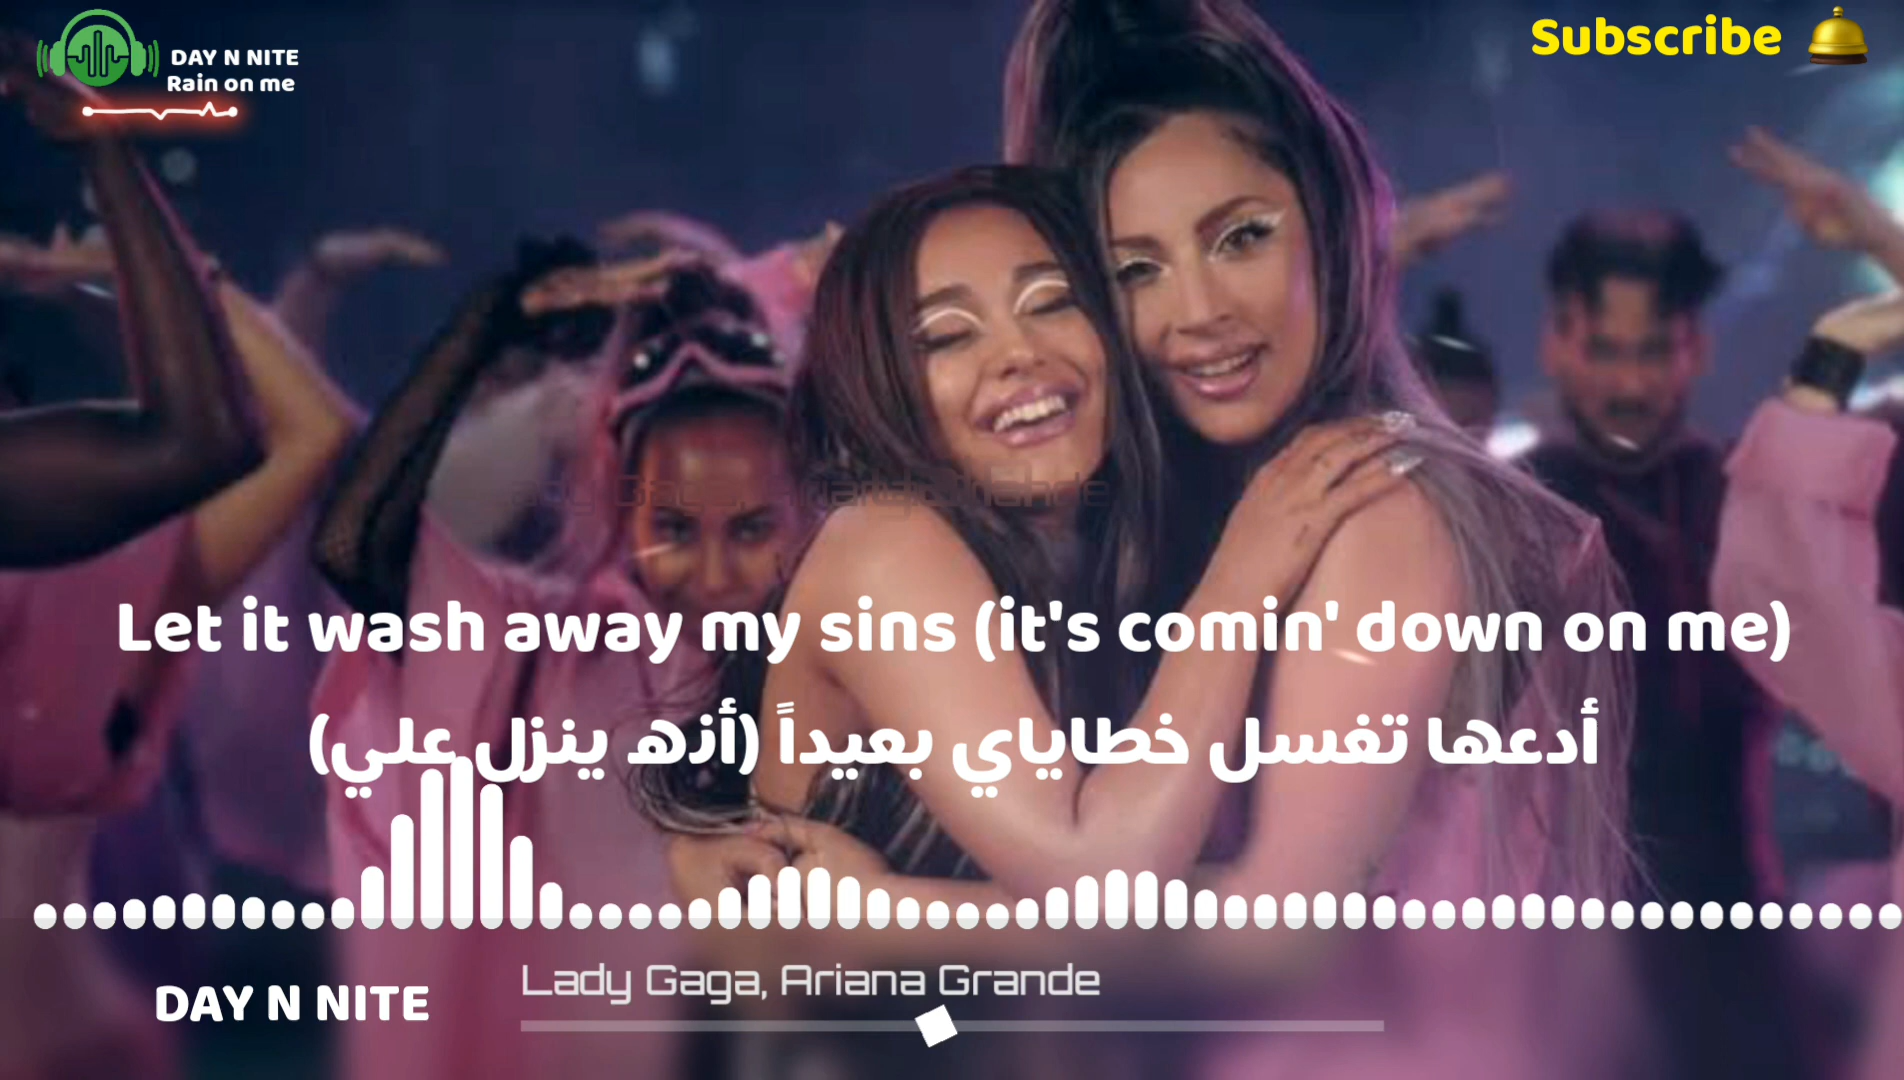 DAY N NITE
Rain on me
Subscribe
Let it wash away my sins (it's comin' down on me)
أدعها تغسل خطاياي بعيداً (أنه ينزل علي)
DAY N NITE
Lady Gaga, Ariana Grande